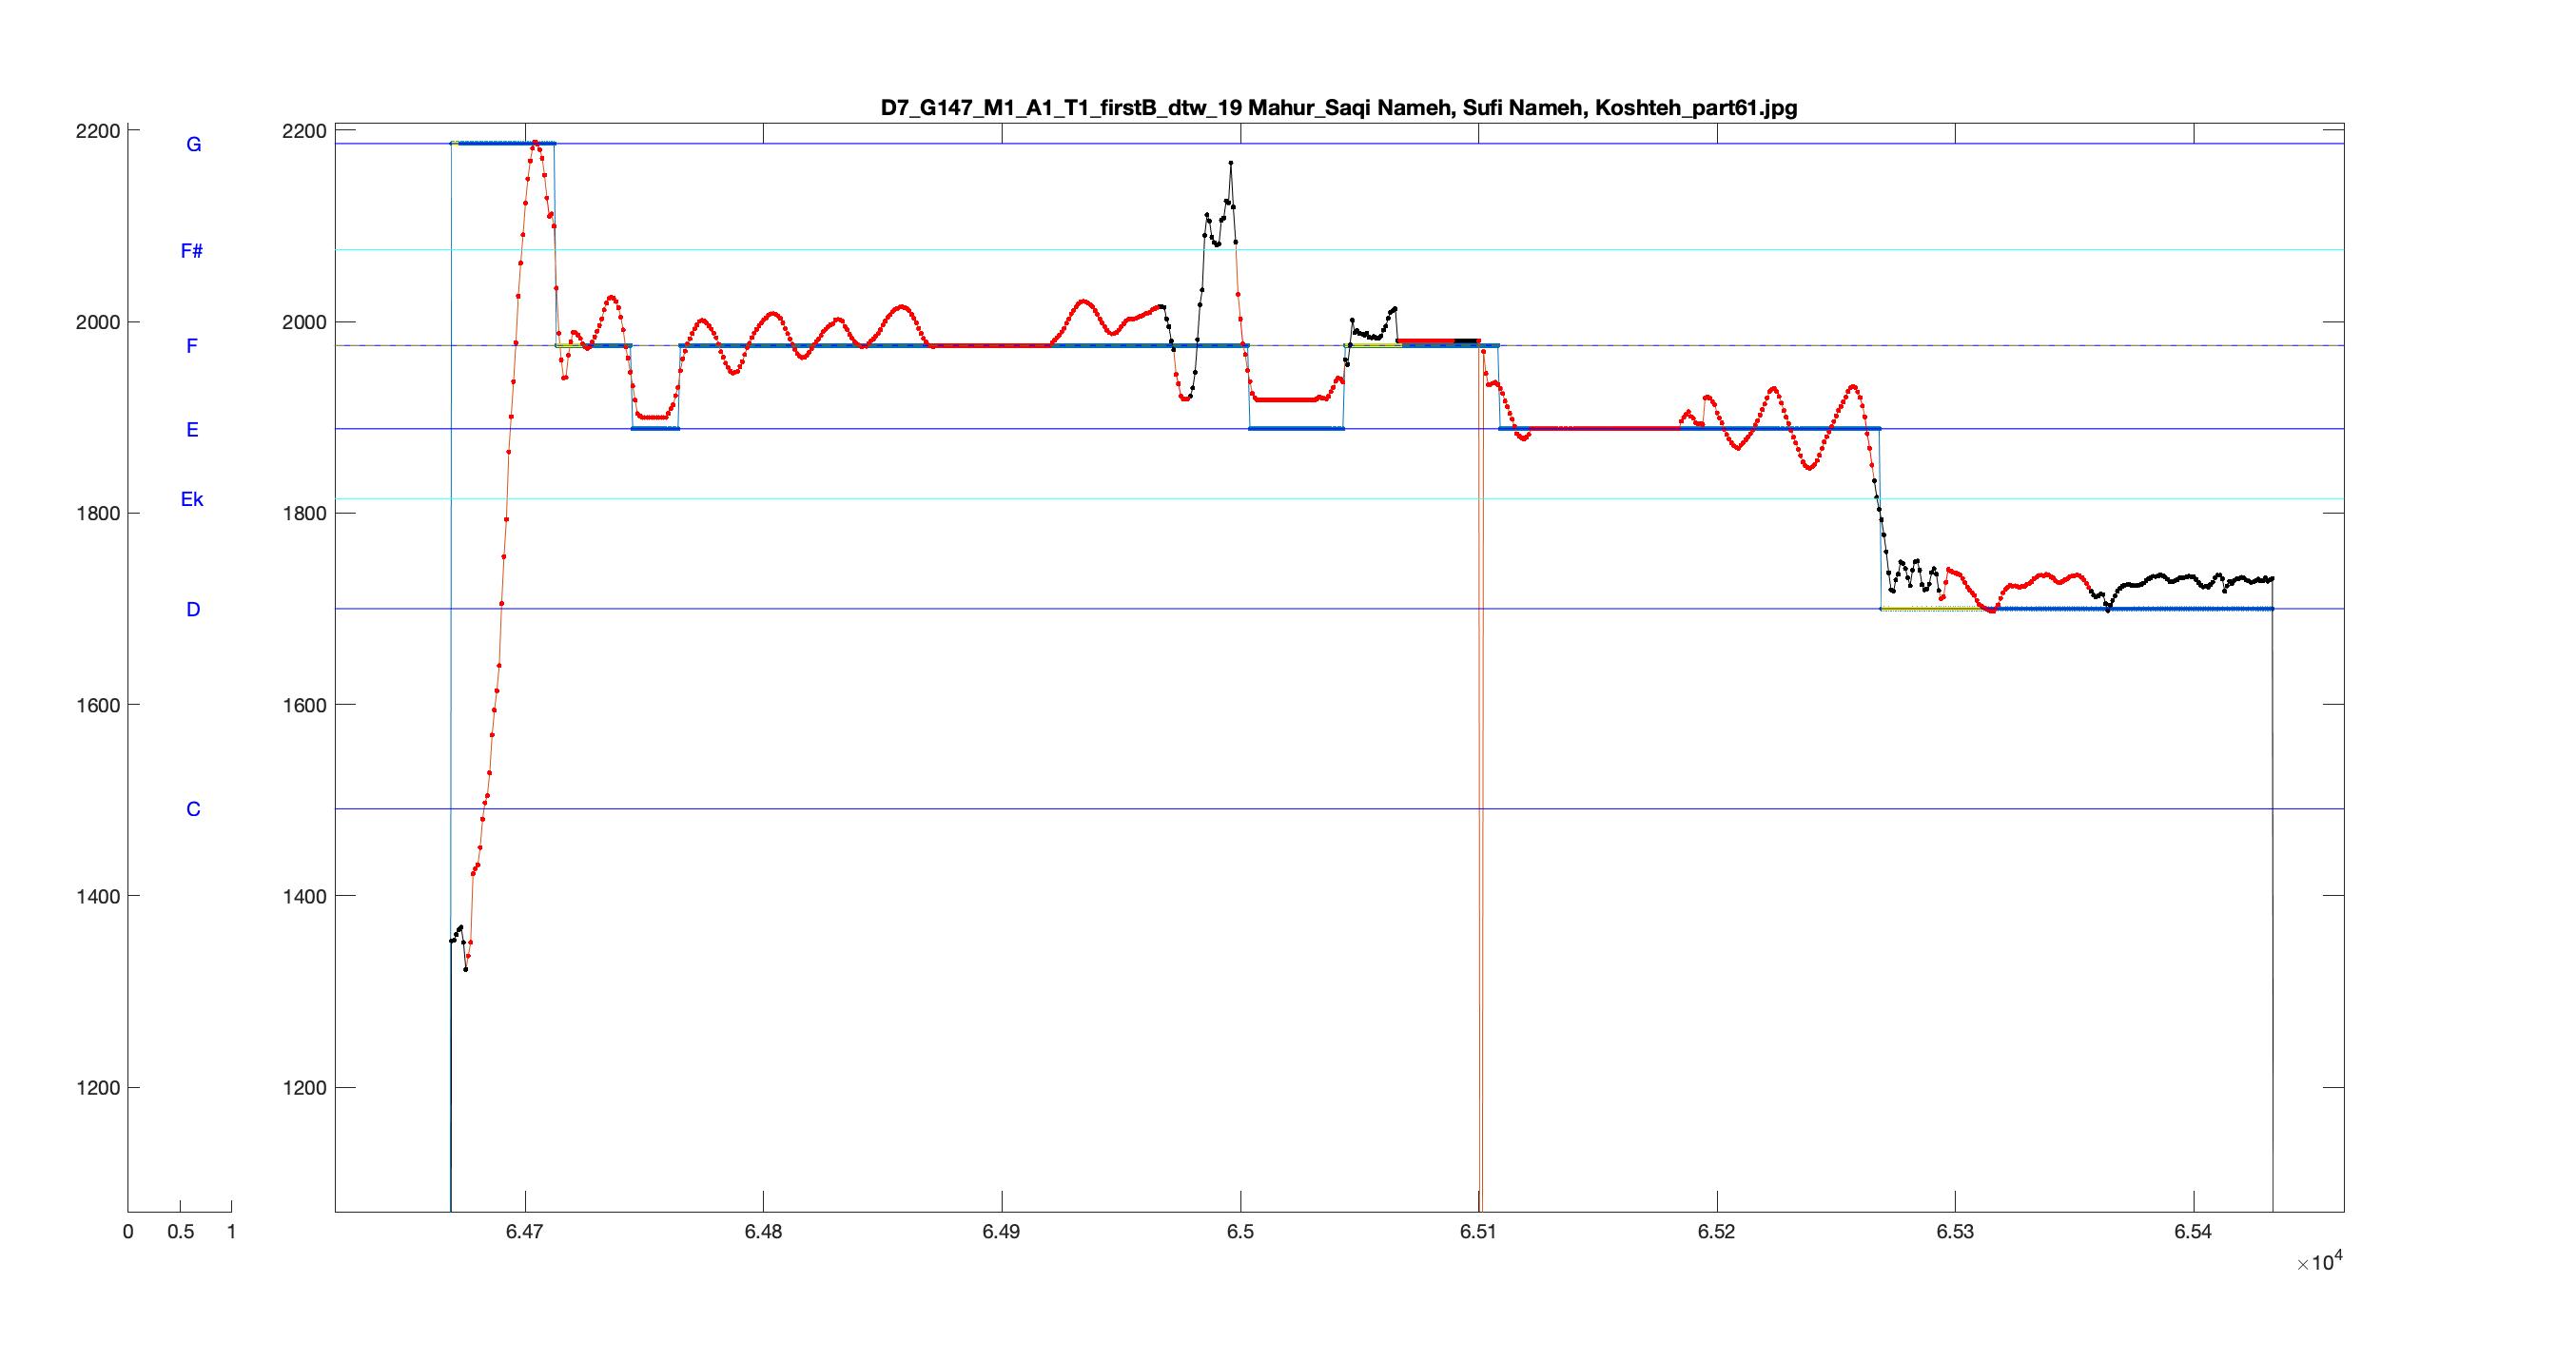 D7_G147_M1_A1_T1_firstB_dtw_19 Mahur_Saqi Nameh, Sufi Nameh, Koshteh_part61.jpg
2200 G 2200
F#
2000 2000
F
E
1800 Ek 1800
D
1600 1600
C
1400 1400
1200 1200
0 0.5 1 6.47 6.48 6.49 6.5 6.51 6.52 6.53 6.54
×10^4